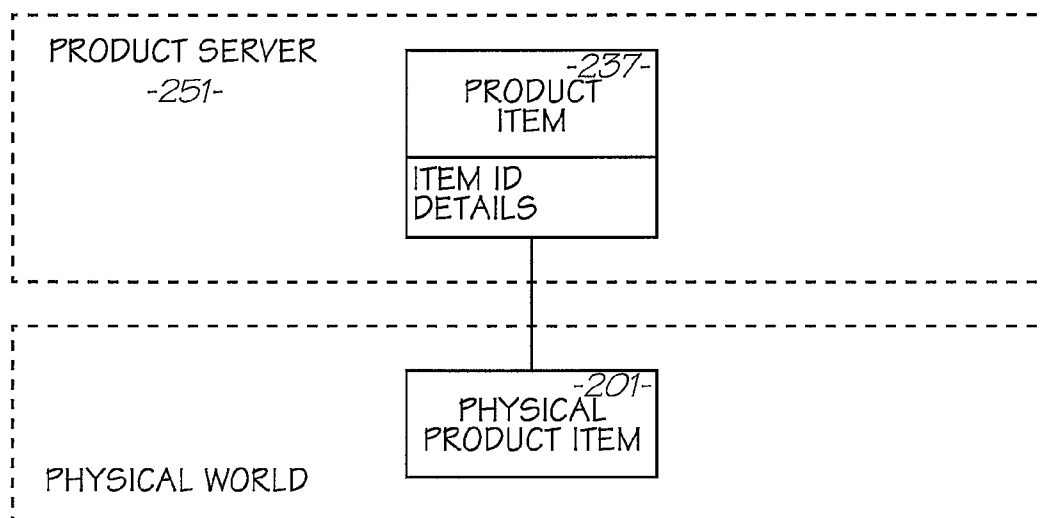 PRODUCT SERVER
-251-
-237-
PRODUCT
ITEM
ITEM ID
DETAILS
-201-
PHYSICAL
PRODUCT ITEM
PHYSICAL WORLD